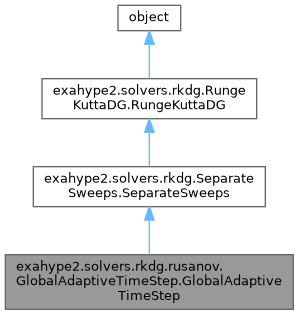 object
exahype2.solvers.rkdg.Runge
KuttaDG.RungeKuttaDG
exahype2.solvers.rkdg.Separate
Sweeps.SeparateSweeps
exahype2.solvers.rkdg.rusanov.
GlobalAdaptiveTimeStep.GlobalAdaptive
TimeStep